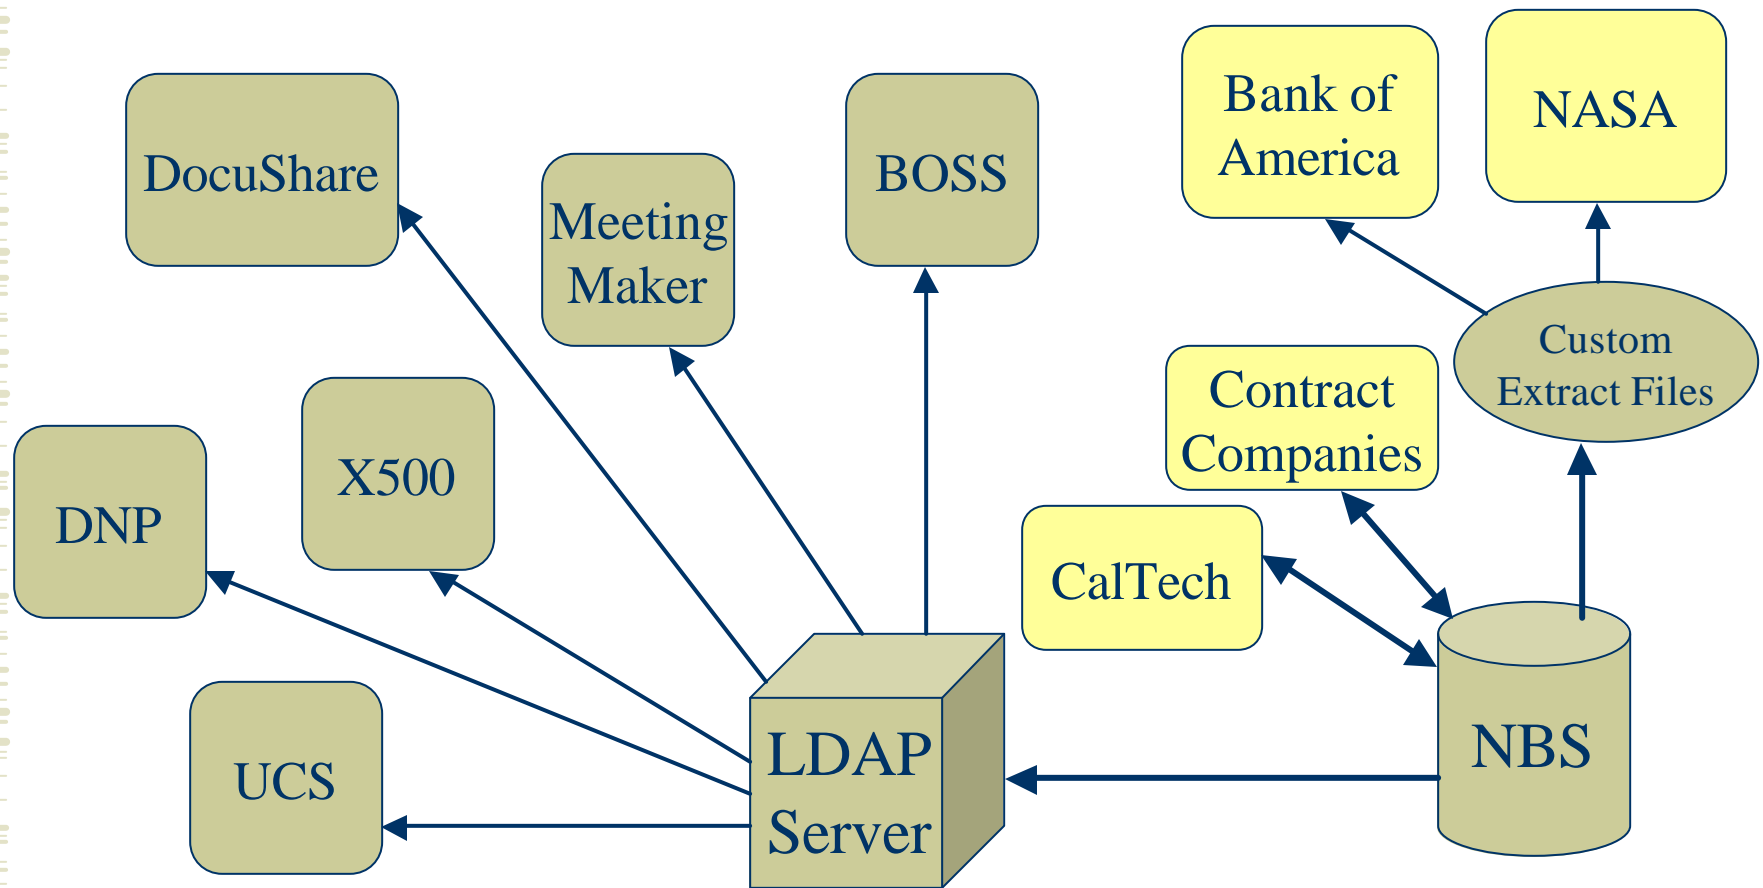 Bank of
America
NASA
DocuShare
BOSS
Meeting
Maker
Custom
Extract Files
Contract
Companies
X500
DNP
CalTech
LDAP
Server
NBS
UCS